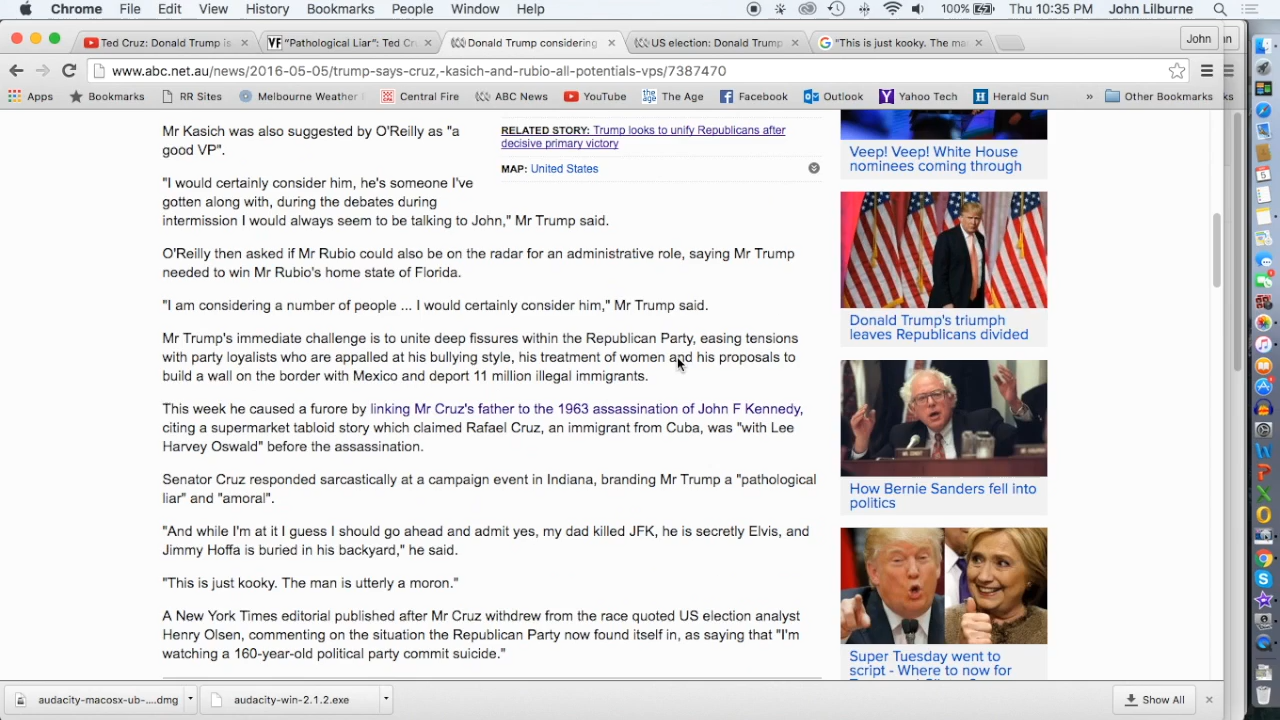 Chrome File Edit View History Bookmarks People Window Help 100% Thu 10:35 PM John Lilburne
Ted Cruz: Donald Trump is
"Pathological Liar": Ted Cr
Donald Trump considering
US election: Donald Trump
"This is just kooky. The ma
John
www.abc.net.au/news/2016-05-05/trump-says-cruz,-kasich-and-rubio-all-potentials-vps/7387470
Apps Bookmarks RR Sites Melbourne Weather Central Fire ABC News YouTube The Age Facebook Outlook Yahoo Tech Herald Sun » Other Bookmarks
Mr Kasich was also suggested by O'Reilly as "a
good VP".
"I would certainly consider him, he's someone I've
gotten along with, during the debates during
intermission I would always seem to be talking to John," Mr Trump said.
O'Reilly then asked if Mr Rubio could also be on the radar for an administrative role, saying Mr Trump
needed to win Mr Rubio's home state of Florida.
"I am considering a number of people ... I would certainly consider him," Mr Trump said.
Mr Trump's immediate challenge is to unite deep fissures within the Republican Party, easing tensions
with party loyalists who are appalled at his bullying style, his treatment of women and his proposals to
build a wall on the border with Mexico and deport 11 million illegal immigrants.
This week he caused a furore by linking Mr Cruz's father to the 1963 assassination of John F Kennedy,
citing a supermarket tabloid story which claimed Rafael Cruz, an immigrant from Cuba, was "with Lee
Harvey Oswald" before the assassination.
Senator Cruz responded sarcastically at a campaign event in Indiana, branding Mr Trump a "pathological
liar" and "amoral".
"And while I'm at it I guess I should go ahead and admit yes, my dad killed JFK, he is secretly Elvis, and
Jimmy Hoffa is buried in his backyard," he said.
"This is just kooky. The man is utterly a moron."
A New York Times editorial published after Mr Cruz withdrew from the race quoted US election analyst
Henry Olsen, commenting on the situation the Republican Party now found itself in, as saying that "I'm
watching a 160-year-old political party commit suicide."
RELATED STORY: Trump looks to unify Republicans after
decisive primary victory
MAP: United States
Veep! Veep! White House
nominees coming through
Donald Trump's triumph
leaves Republicans divided
How Bernie Sanders fell into
politics
Super Tuesday went to
script - Where to now for
audacity-macosx-ub-....dmg
audacity-win-2.1.2.exe
Show All